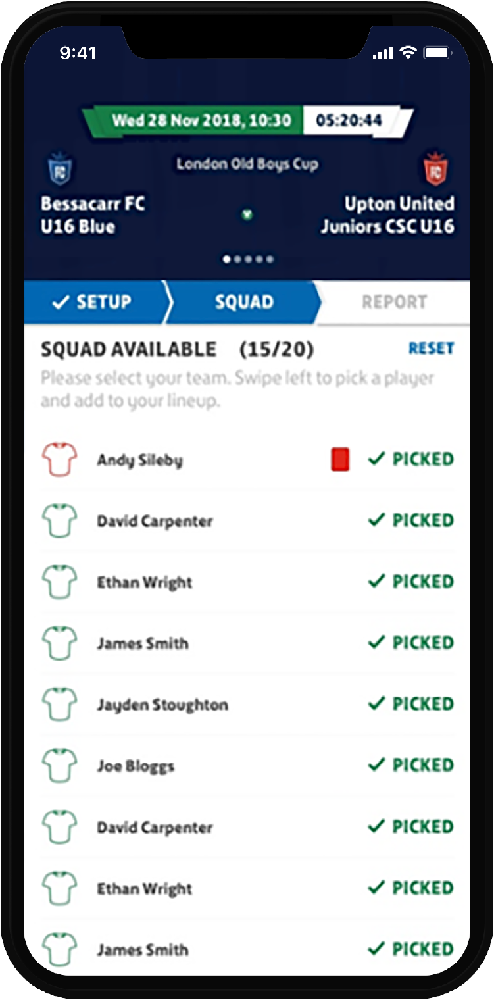 9:41
Wed 28 Nov 2018, 10:30 05:20:44
London Old Boys Cup
FC
FC
Bessacarr FC
U16 Blue
V
Upton United
Juniors CSC U16
SETUP
SQUAD
REPORT
SQUAD AVAILABLE (15/20) RESET
Please select your team. Swipe left to pick a player
and add to your lineup.
Andy Sileby PICKED
David Carpenter PICKED
Ethan Wright PICKED
James Smith PICKED
Jayden Stoughton PICKED
Joe Bloggs PICKED
David Carpenter PICKED
Ethan Wright PICKED
James Smith PICKED